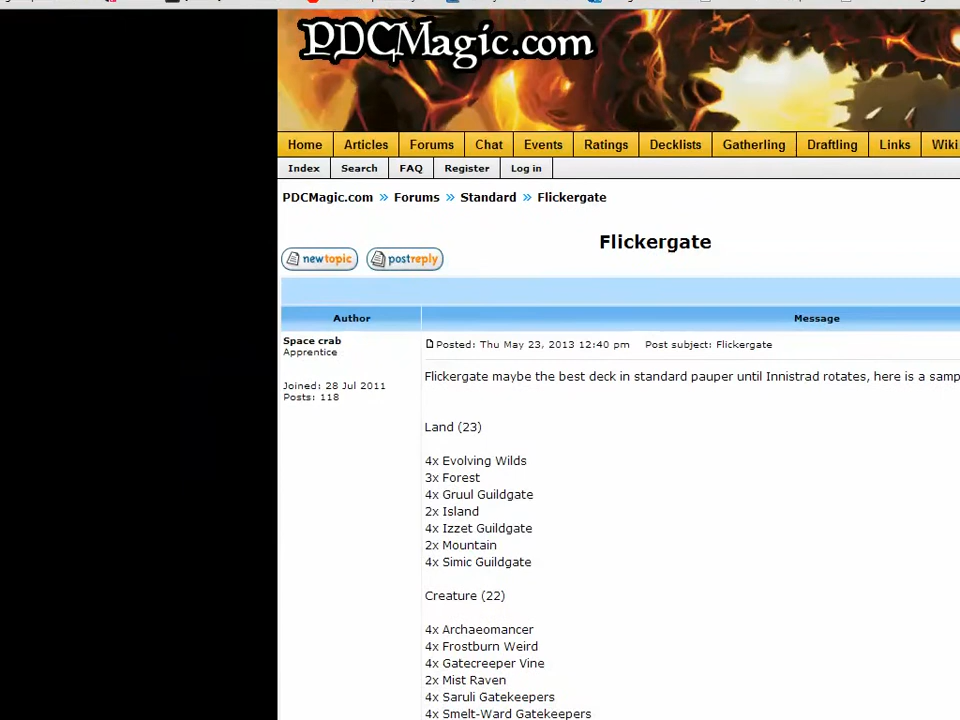 PDCMagic.com
Home Articles Forums Chat Events Ratings Decklists Gatherling Draftling Links Wiki
Index Search FAQ Register Log in
PDCMagic.com » Forums » Standard » Flickergate
Flickergate
newtopic postreply
Author Message
Space crab
Apprentice
Joined: 28 Jul 2011
Posts: 118
Posted: Thu May 23, 2013 12:40 pm Post subject: Flickergate
Flickergate maybe the best deck in standard pauper until Innistrad rotates, here is a samp
Land (23)
4x Evolving Wilds
3x Forest
4x Gruul Guildgate
2x Island
4x Izzet Guildgate
2x Mountain
4x Simic Guildgate
Creature (22)
4x Archaeomancer
4x Frostburn Weird
4x Gatecreeper Vine
2x Mist Raven
4x Saruli Gatekeepers
4x Smelt-Ward Gatekeepers